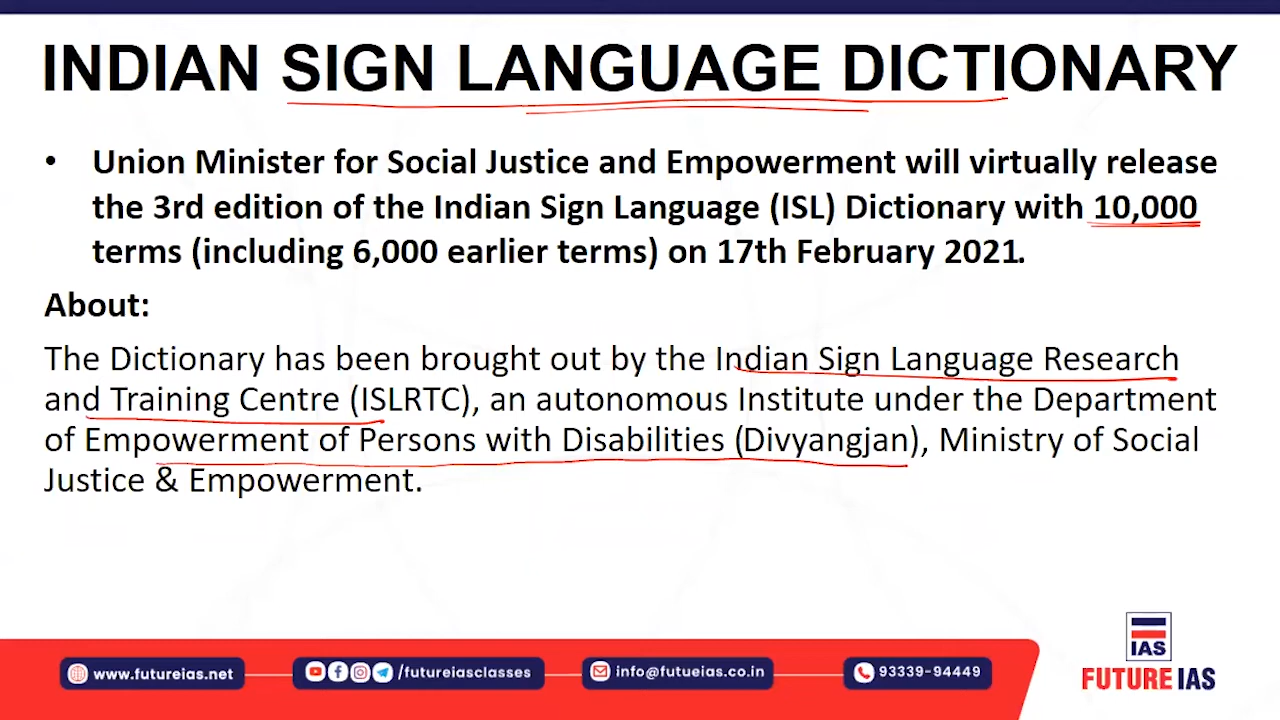 INDIAN SIGN LANGUAGE DICTIONARY
• Union Minister for Social Justice and Empowerment will virtually release
the 3rd edition of the Indian Sign Language (ISL) Dictionary with 10,000
terms (including 6,000 earlier terms) on 17th February 2021.
About:
The Dictionary has been brought out by the Indian Sign Language Research
and Training Centre (ISLRTC), an autonomous Institute under the Department
of Empowerment of Persons with Disabilities (Divyangjan), Ministry of Social
Justice & Empowerment.
IAS
www.futureias.net
/futureiasclasses
info@futueias.co.in
93339-94449
FUTURE IAS